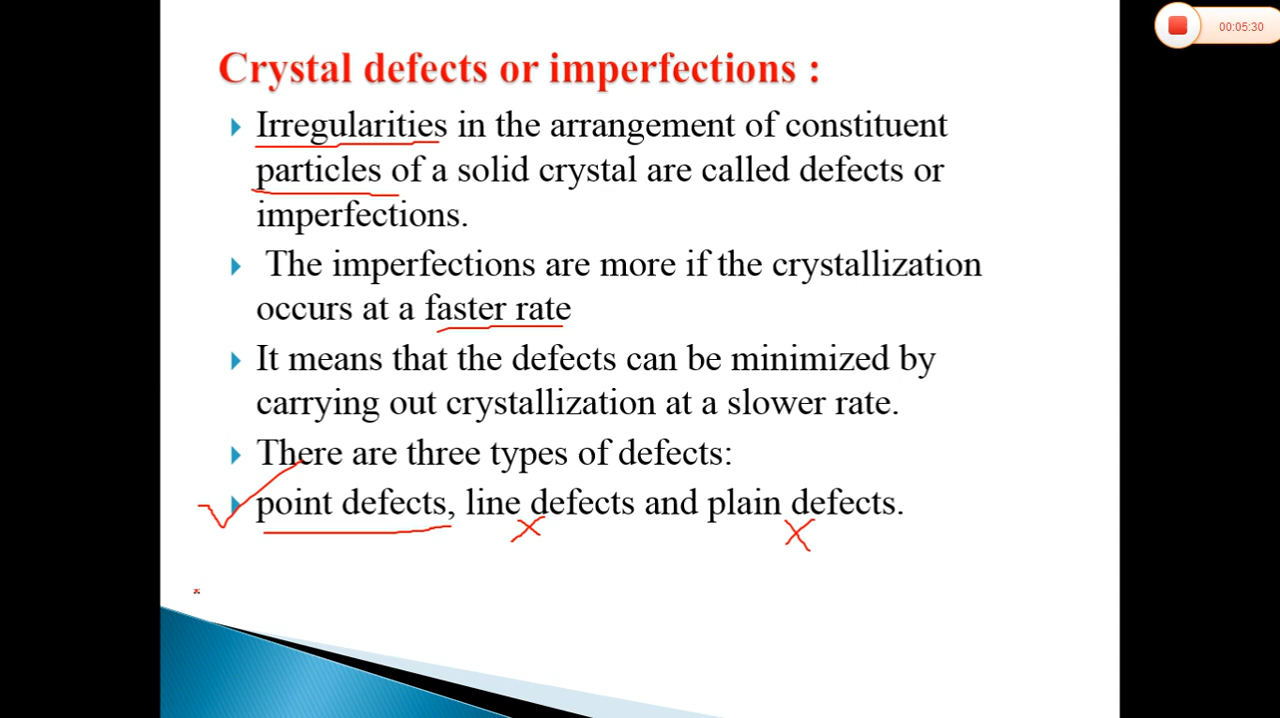 00:05:30
Crystal defects or imperfections :
Irregularities in the arrangement of constituent
particles of a solid crystal are called defects or
imperfections.
The imperfections are more if the crystallization
occurs at a faster rate
It means that the defects can be minimized by
carrying out crystallization at a slower rate.
There are three types of defects:
point defects, line defects and plain defects.